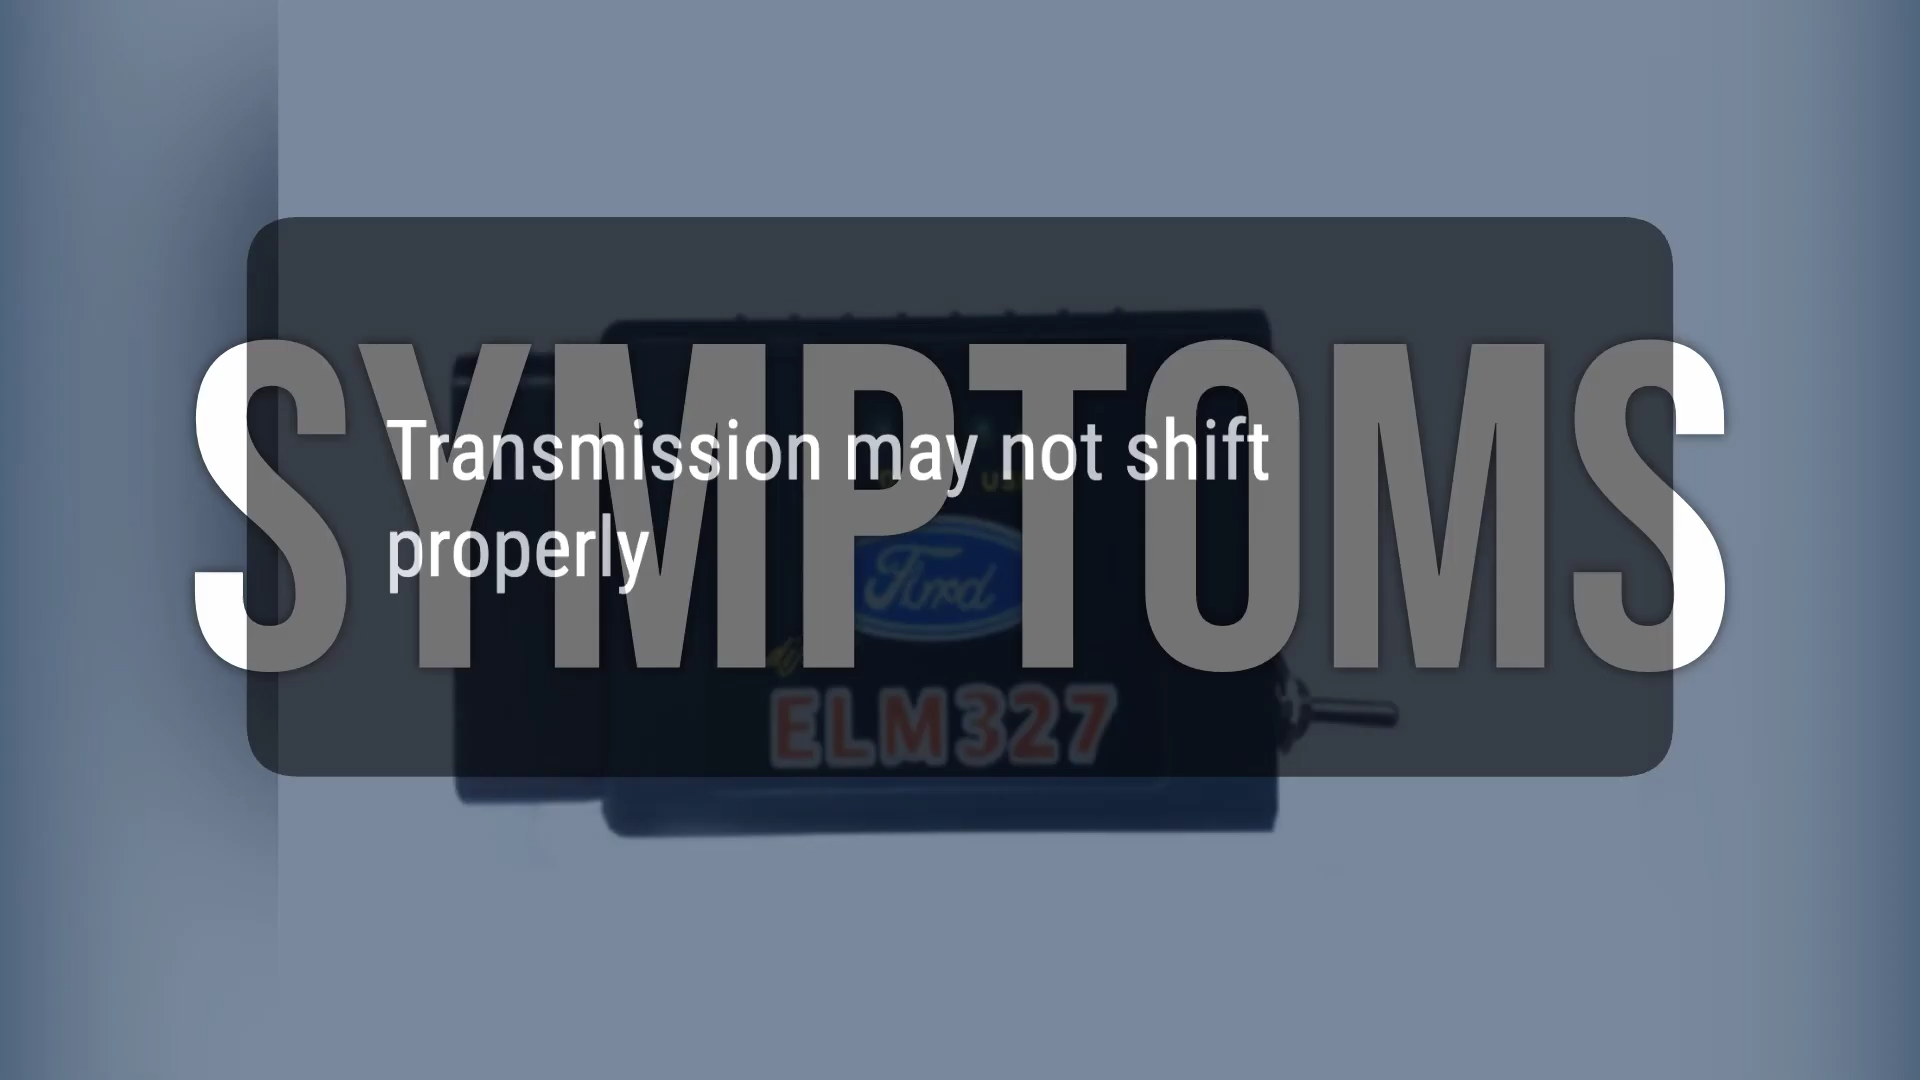 SYMPTOMS
Transmission may not shift
properly
Ford
ELM327